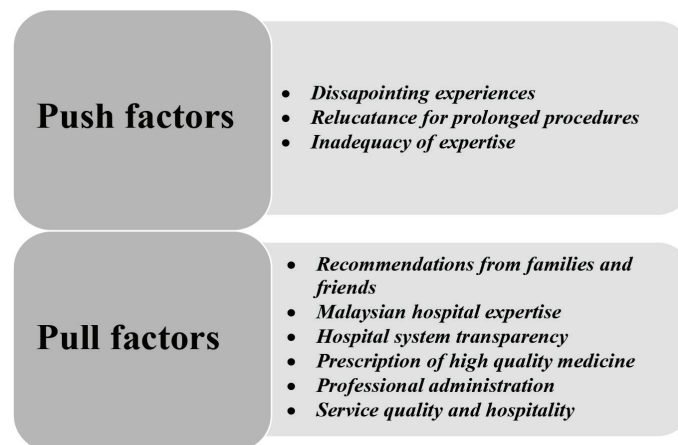 Push factors
• Dissapointing experiences
• Relucatance for prolonged procedures
• Inadequacy of expertise
Pull factors
• Recommendations from families and
friends
• Malaysian hospital expertise
• Hospital system transparency
• Prescription of high quality medicine
• Professional administration
• Service quality and hospitality